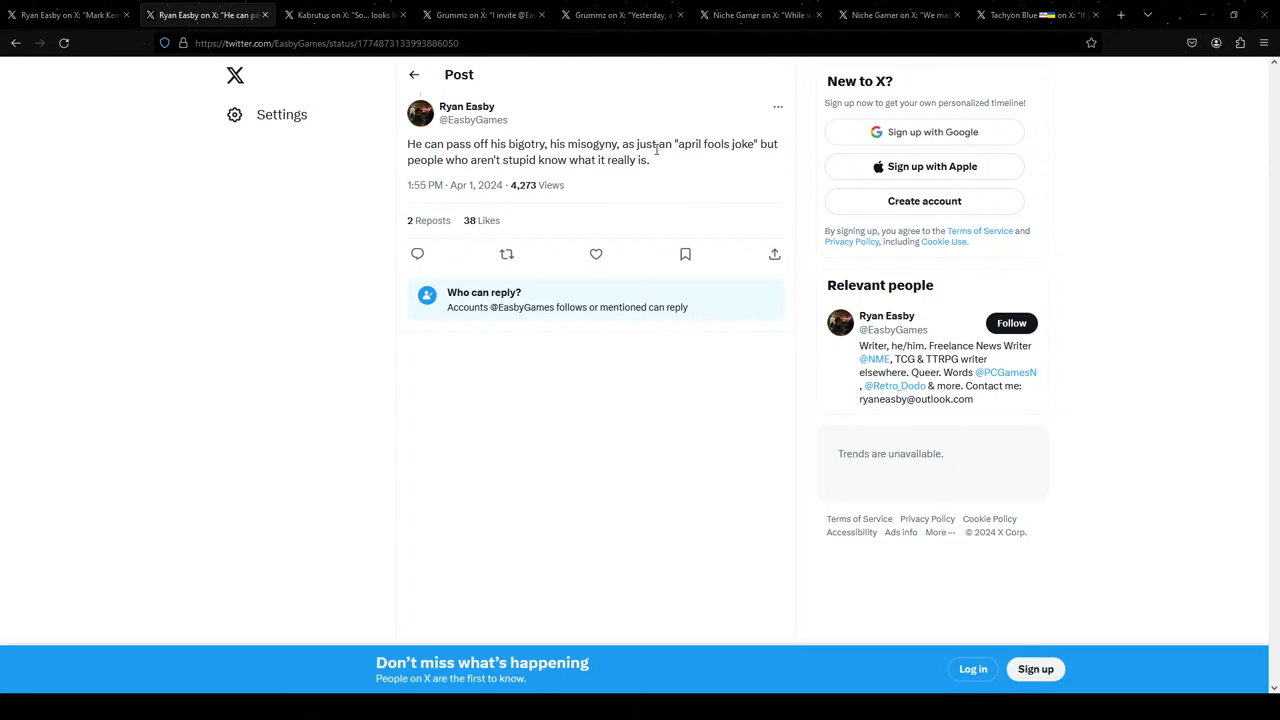 Ryan Easby on X: "Mark Kern
Ryan Easby on X: "He can pa
Kabrutus on X: "So... looks li
Grummz on X: "I invite @Eas
Grummz on X: "Yesterday, a
Niche Gamer on X: "While w
Niche Gamer on X: "We mad
Tachyon Blue on X: "If y
https://twitter.com/EasbyGames/status/1774873133993886050
Settings
Post
Ryan Easby
@EasbyGames
He can pass off his bigotry, his misogyny, as just an "april fools joke" but
people who aren't stupid know what it really is.
1:55 PM · Apr 1, 2024 · 4,273 Views
2 Reposts 38 Likes
Who can reply?
Accounts @EasbyGames follows or mentioned can reply
New to X?
Sign up now to get your own personalized timeline!
Sign up with Google
Sign up with Apple
Create account
By signing up, you agree to the Terms of Service and
Privacy Policy, including Cookie Use.
Relevant people
Ryan Easby
@EasbyGames
Follow
Writer, he/him. Freelance News Writer
@NME, TCG & TTRPG writer
elsewhere. Queer. Words @PCGamesN
, @Retro_Dodo & more. Contact me:
ryaneasby@outlook.com
Trends are unavailable.
Terms of Service Privacy Policy Cookie Policy
Accessibility Ads info More ··· © 2024 X Corp.
Don't miss what's happening
People on X are the first to know.
Log in
Sign up